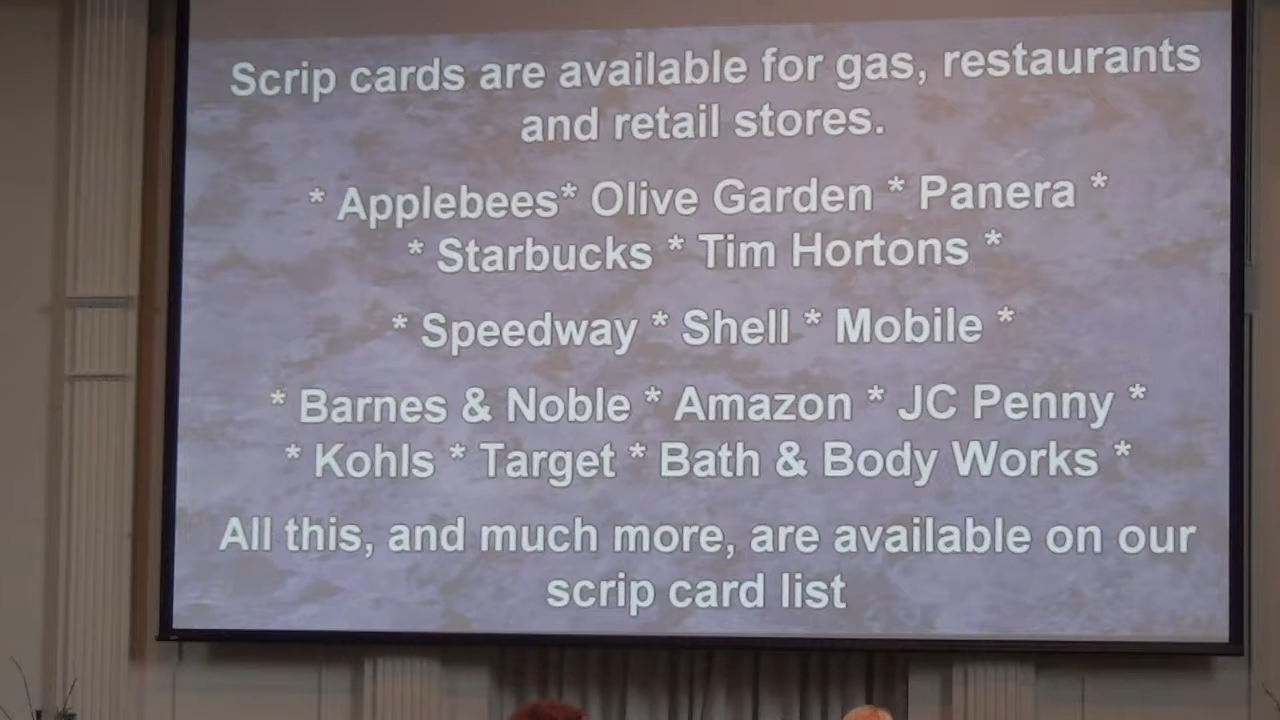 Scrip cards are available for gas, restaurants
and retail stores.
* Applebees* Olive Garden * Panera *
* Starbucks * Tim Hortons *
* Speedway * Shell * Mobile *
* Barnes & Noble * Amazon * JC Penny *
* Kohls * Target * Bath & Body Works *
All this, and much more, are available on our
scrip card list